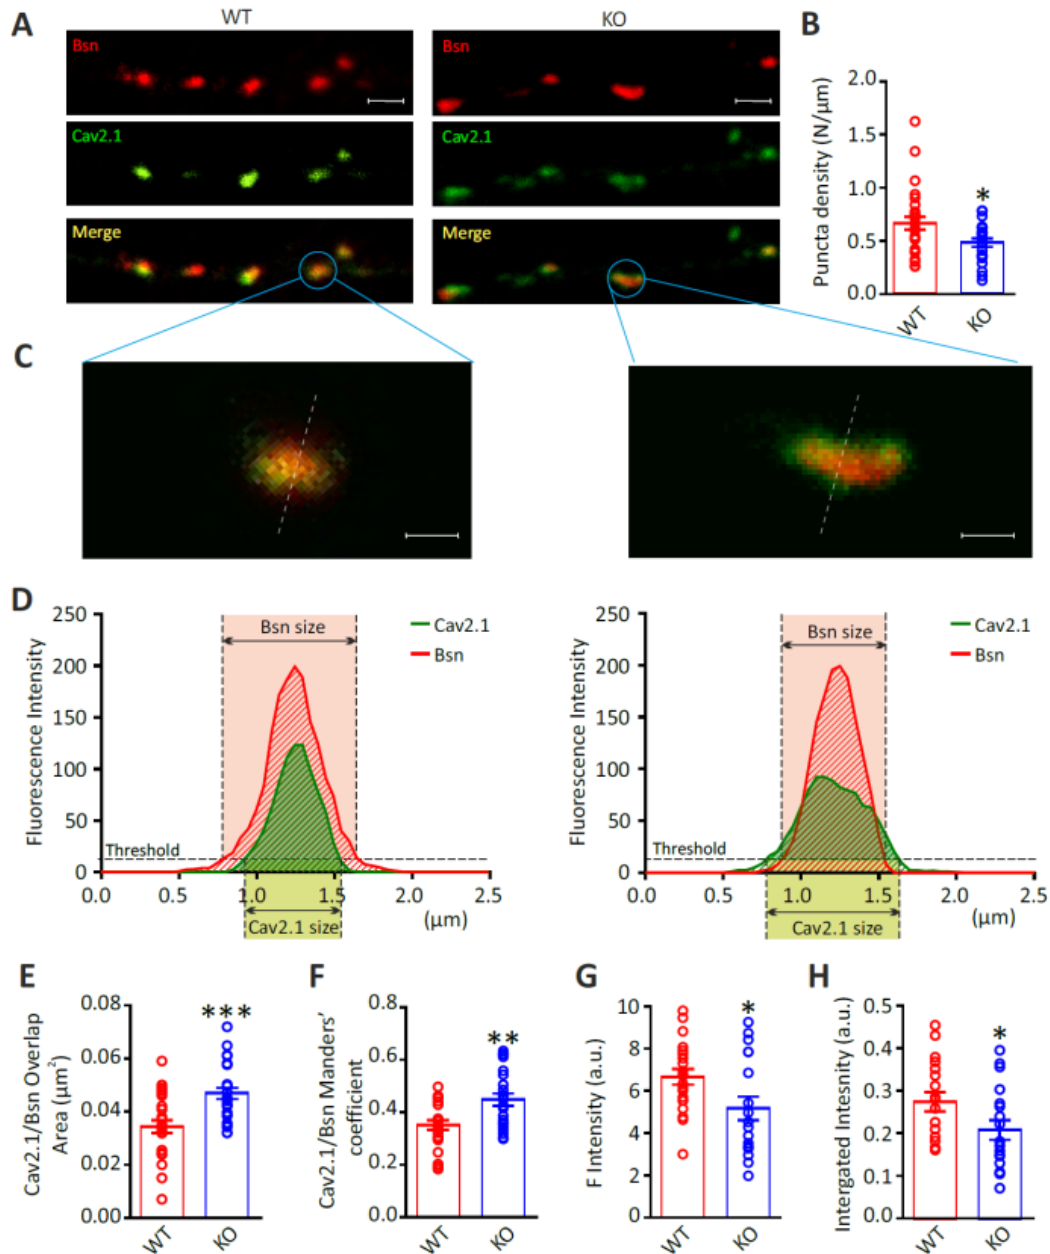 A
WT
KO
B
Bsn
Bsn
Cav2.1
Cav2.1
Merge
Merge
Puncta density (N/µm)
2.0
1.5
1.0
0.5
0.0
*
WT
KO
C
D
Fluorescence Intensity
250
200
150
100
50
0
Bsn size
Cav2.1
Bsn
Threshold
0.0 0.5 1.0 1.5 2.0 2.5
(µm)
Cav2.1 size
Fluorescence Intensity
250
200
150
100
50
0
Bsn size
Cav2.1
Bsn
Threshold
0.0 0.5 1.0 1.5 2.0 2.5
(µm)
Cav2.1 size
E
Cav2.1/Bsn Overlap
Area (µm²)
0.08
0.06
0.04
0.02
0.00
***
WT
KO
F
Cav2.1/Bsn Manders'
coefficient
0.8
0.6
0.4
0.2
0.0
**
WT
KO
G
F Intensity (a.u.)
10
8
6
4
2
0
*
WT
KO
H
Intergated Intesnity (a.u.)
0.5
0.4
0.3
0.2
0.1
0.0
*
WT
KO